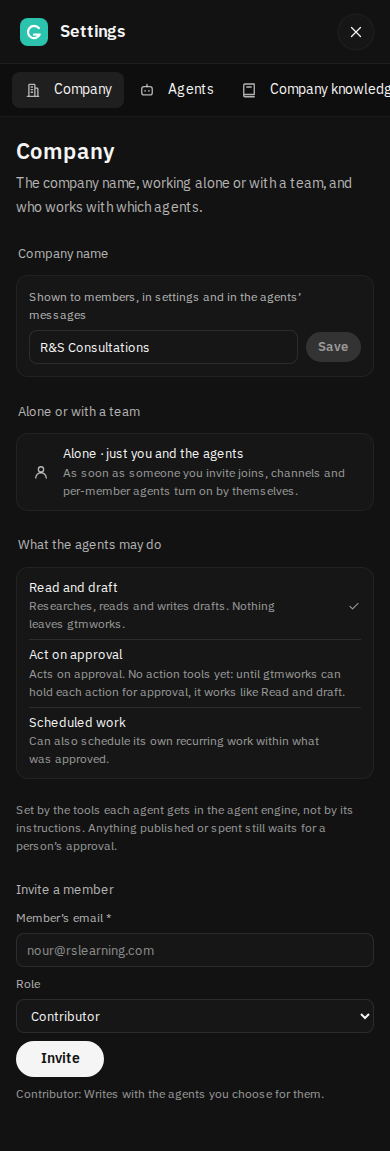 Settings
Company
Agents
Company knowledg
Company
The company name, working alone or with a team, and
who works with which agents.
Company name
Shown to members, in settings and in the agents'
messages
R&S Consultations
Save
Alone or with a team
Alone · just you and the agents
As soon as someone you invite joins, channels and
per-member agents turn on by themselves.
What the agents may do
Read and draft
Researches, reads and writes drafts. Nothing
leaves gtmworks.
Act on approval
Acts on approval. No action tools yet: until gtmworks can
hold each action for approval, it works like Read and draft.
Scheduled work
Can also schedule its own recurring work within what
was approved.
Set by the tools each agent gets in the agent engine, not by its
instructions. Anything published or spent still waits for a
person's approval.
Invite a member
Member's email *
nour@rslearning.com
Role
Contributor
Invite
Contributor: Writes with the agents you choose for them.